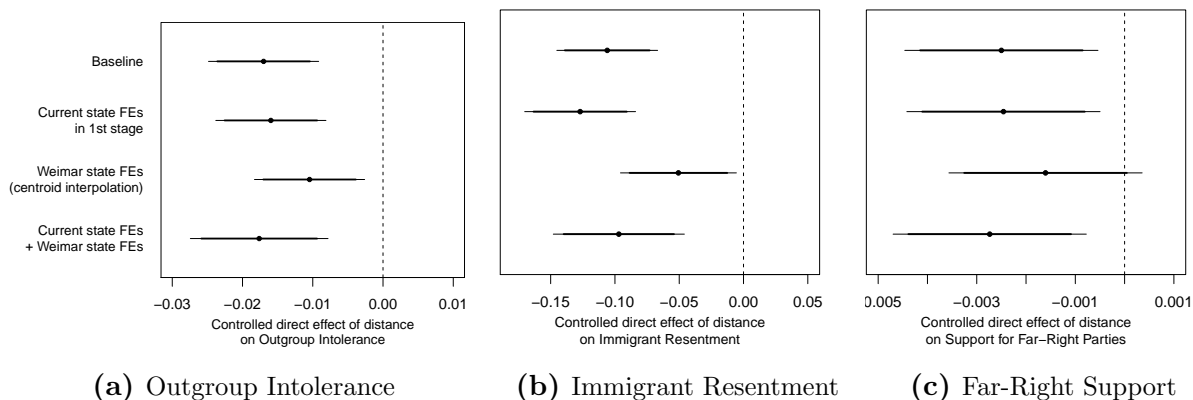 Baseline
Current state FEs
in 1st stage
Weimar state FEs
(centroid interpolation)
Current state FEs
+ Weimar state FEs
−0.03 −0.02 −0.01 0.00 0.01
Controlled direct effect of distance
on Outgroup Intolerance
−0.15 −0.10 −0.05 0.00 0.05
Controlled direct effect of distance
on Immigrant Resentment
0.005 −0.003 −0.001 0.001
Controlled direct effect of distance
on Support for Far−Right Parties
(a) Outgroup Intolerance
(b) Immigrant Resentment
(c) Far-Right Support